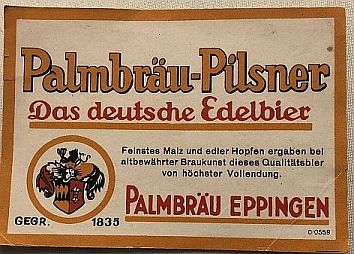 Palmbräu-Pilsner
Das deutsche Edelbier
Feinstes Malz und edler Hopfen ergaben bei
altbewährter Braukunst dieses Qualitätsbier
von höchster Vollendung.
GEGR. 1835
PALMBRÄU EPPINGEN
0·0559